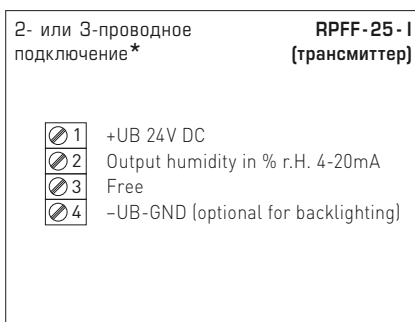 2- или 3-проводное
подключение*
RPFF-25-I
(трансмиттер)
1 +UB 24V DC
2 Output humidity in % r.H. 4-20mA
3 Free
4 –UB-GND (optional for backlighting)